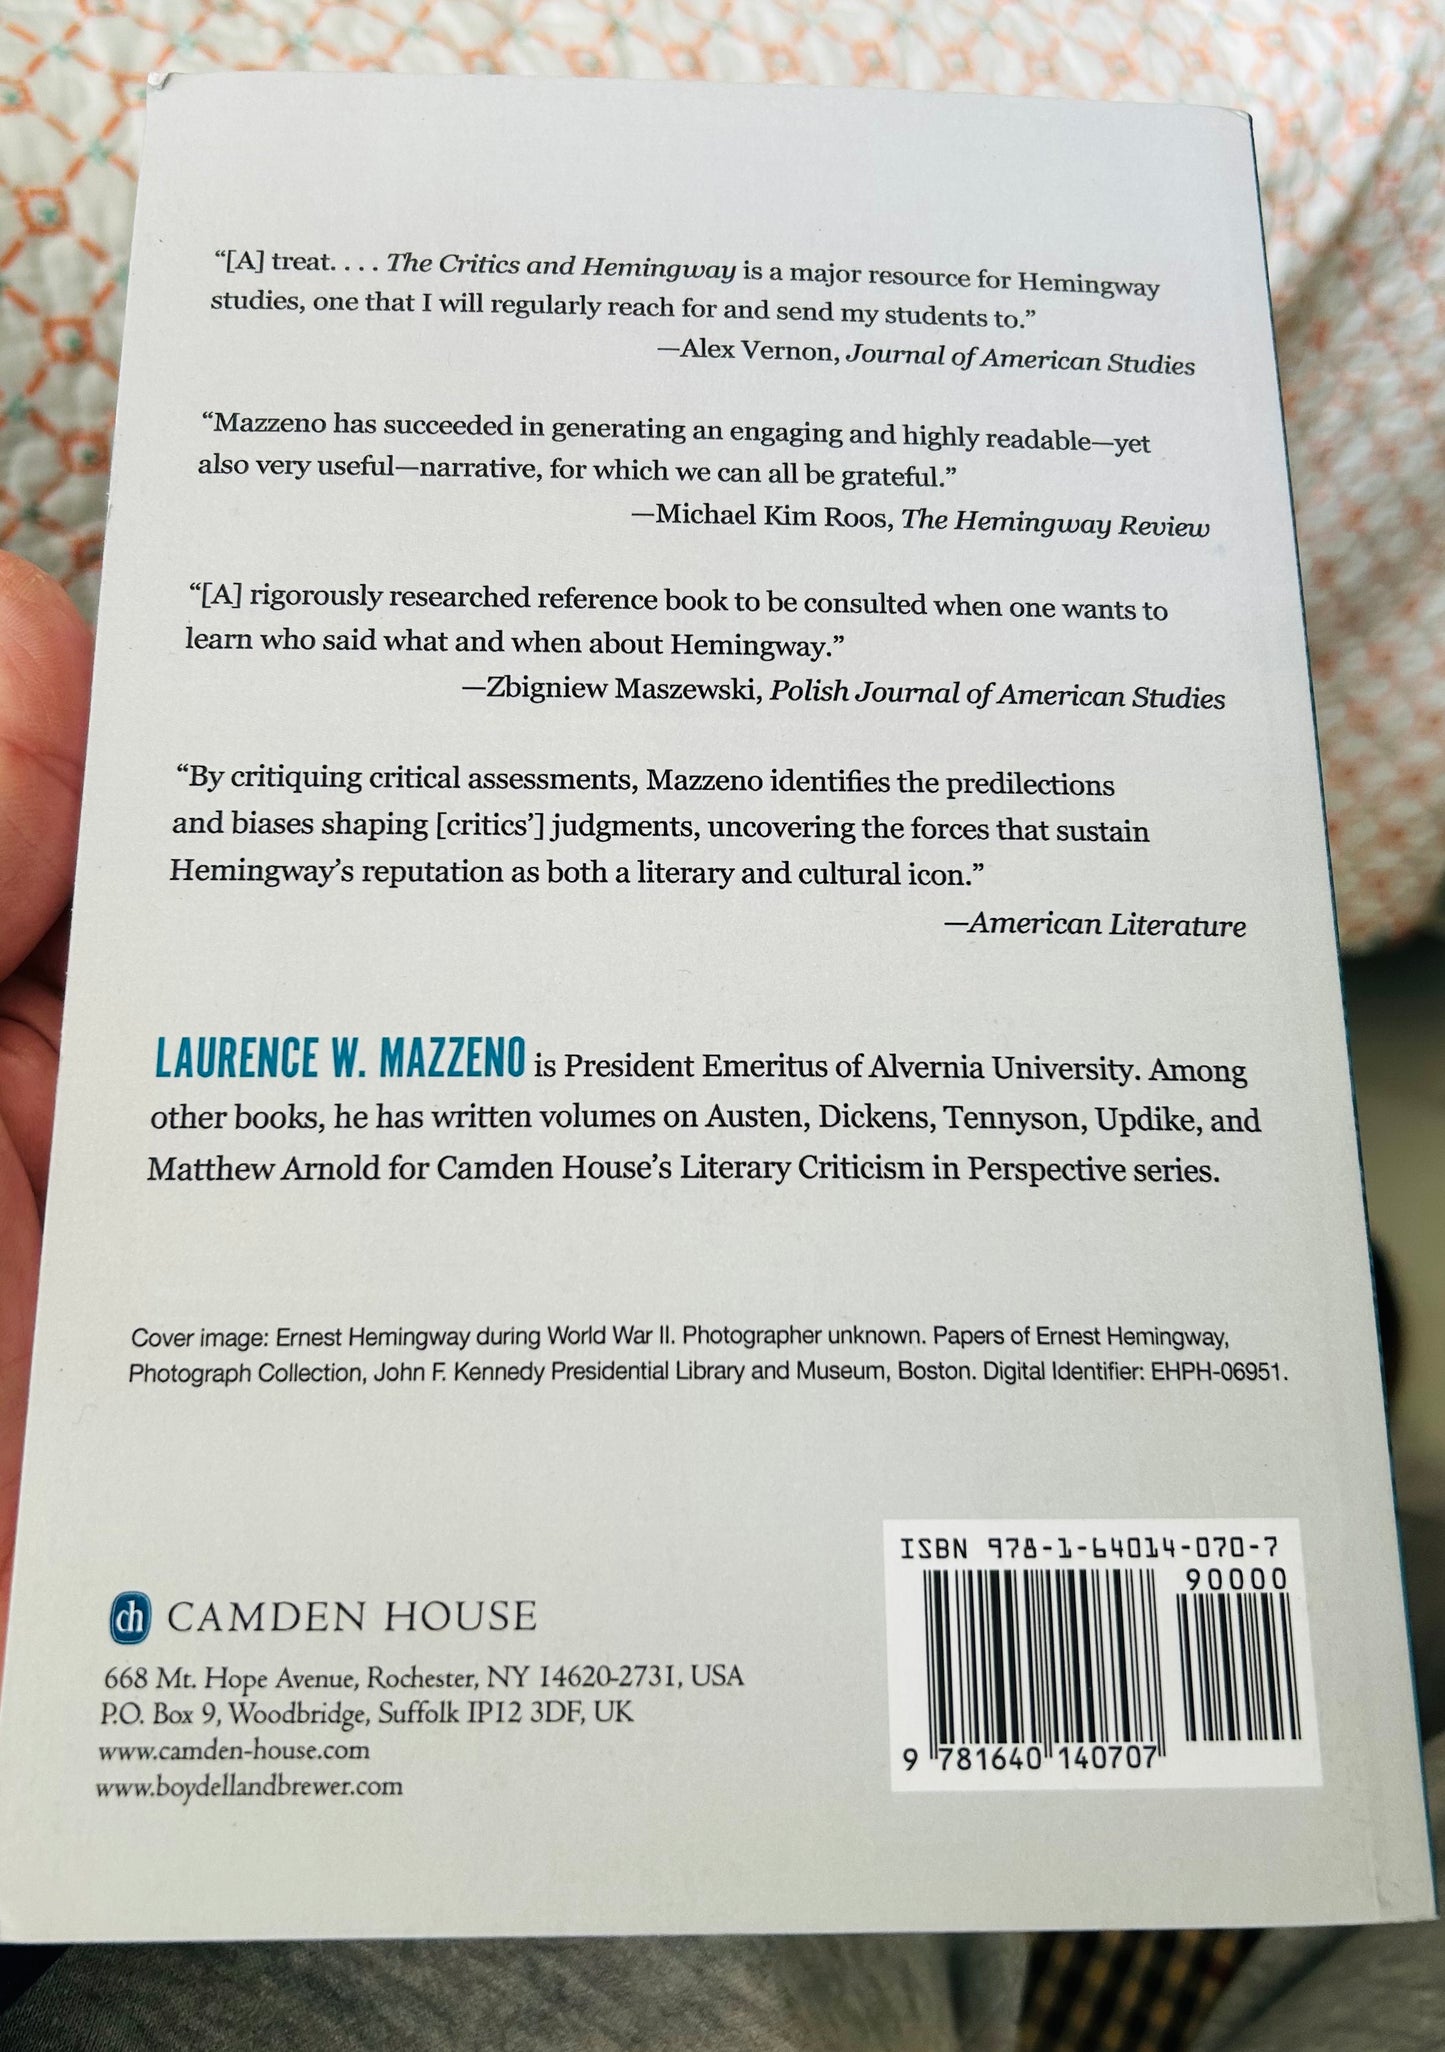 “[A] treat. . . . The Critics and Hemingway is a major resource for Hemingway
studies, one that I will regularly reach for and send my students to.”
—Alex Vernon, Journal of American Studies
“Mazzeno has succeeded in generating an engaging and highly readable—yet
also very useful—narrative, for which we can all be grateful.”
—Michael Kim Roos, The Hemingway Review
“[A] rigorously researched reference book to be consulted when one wants to
learn who said what and when about Hemingway.”
—Zbigniew Maszewski, Polish Journal of American Studies
“By critiquing critical assessments, Mazzeno identifies the predilections
and biases shaping [critics’] judgments, uncovering the forces that sustain
Hemingway’s reputation as both a literary and cultural icon.”
—American Literature
LAURENCE W. MAZZENO is President Emeritus of Alvernia University. Among
other books, he has written volumes on Austen, Dickens, Tennyson, Updike, and
Matthew Arnold for Camden House’s Literary Criticism in Perspective series.
Cover image: Ernest Hemingway during World War II. Photographer unknown. Papers of Ernest Hemingway,
Photograph Collection, John F. Kennedy Presidential Library and Museum, Boston. Digital Identifier: EHPH-06951.
ch CAMDEN HOUSE
668 Mt. Hope Avenue, Rochester, NY 14620-2731, USA
P.O. Box 9, Woodbridge, Suffolk IP12 3DF, UK
www.camden-house.com
www.boydellandbrewer.com
ISBN 978-1-64014-070-7
90000
9 781640 140707